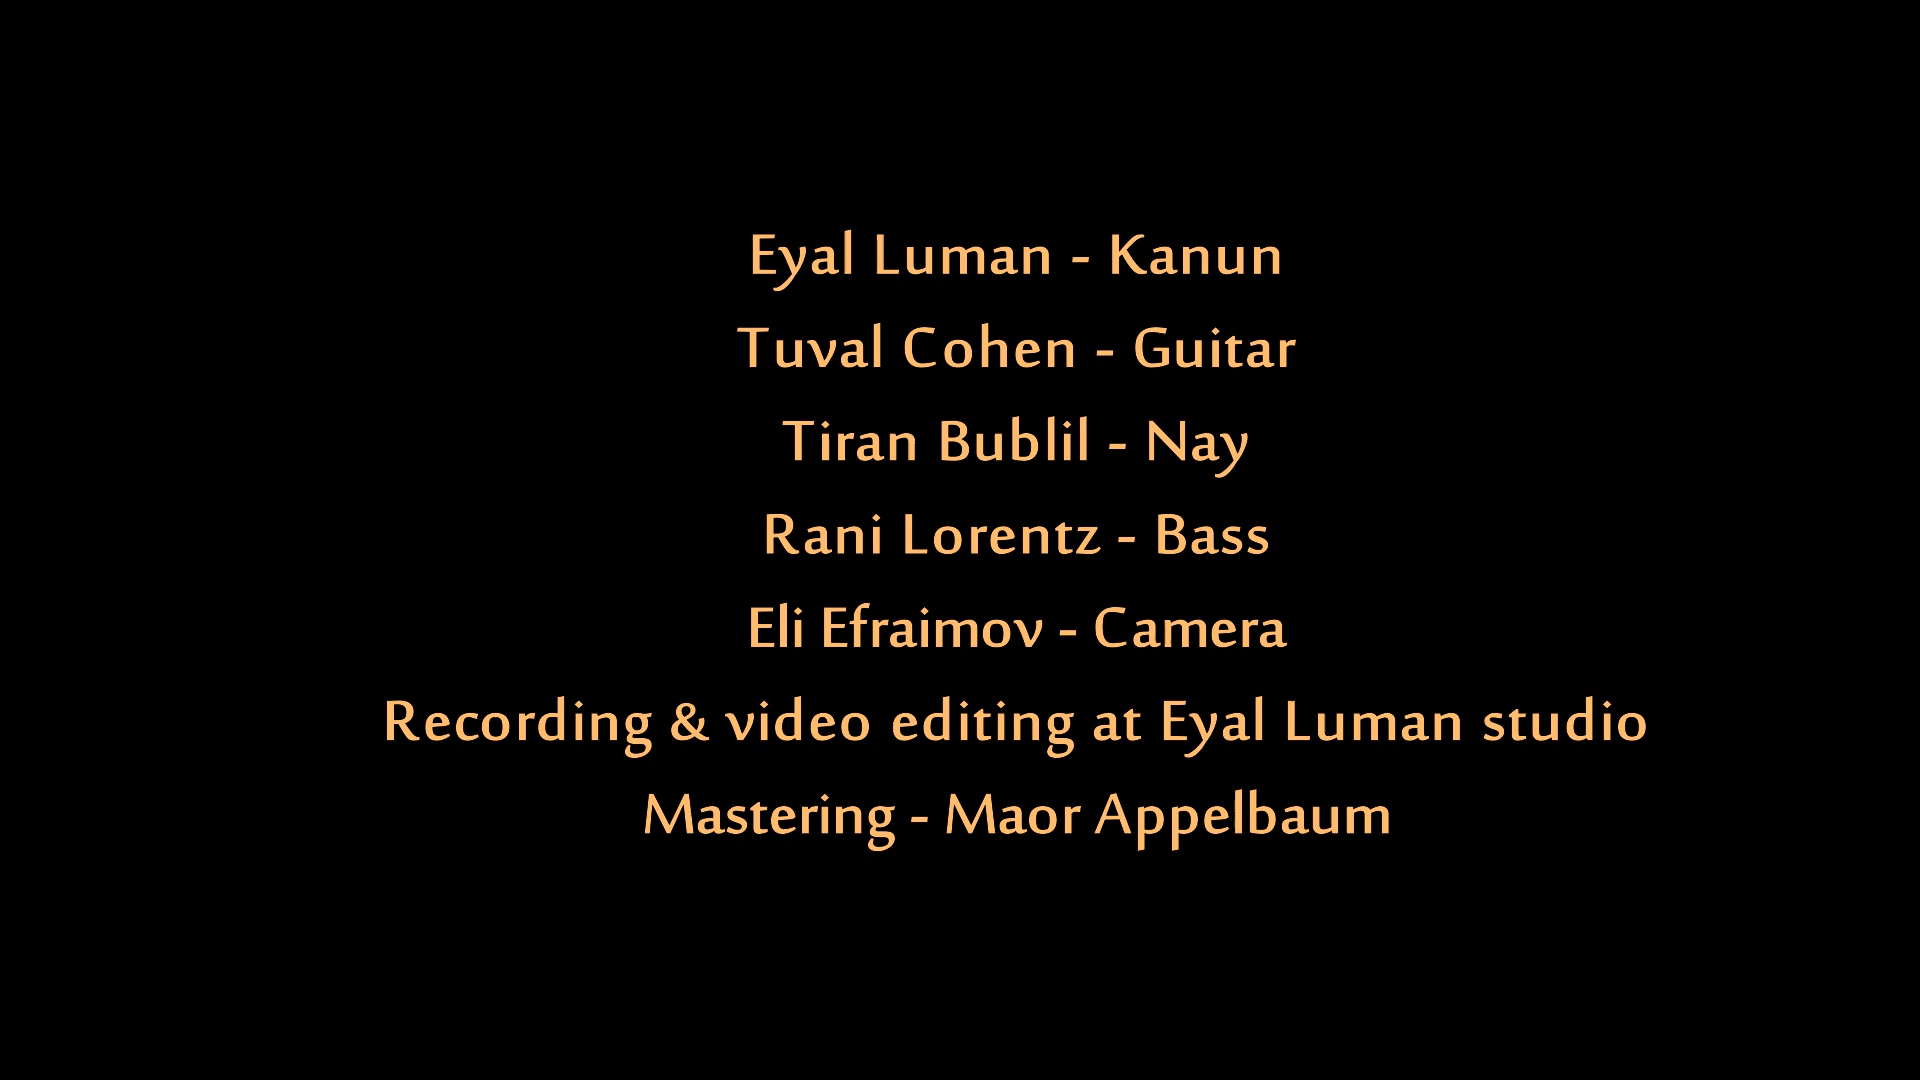 Eyal Luman - Kanun
Tuval Cohen - Guitar
Tiran Bublil - Nay
Rani Lorentz - Bass
Eli Efraimov - Camera
Recording & video editing at Eyal Luman studio
Mastering - Maor Appelbaum